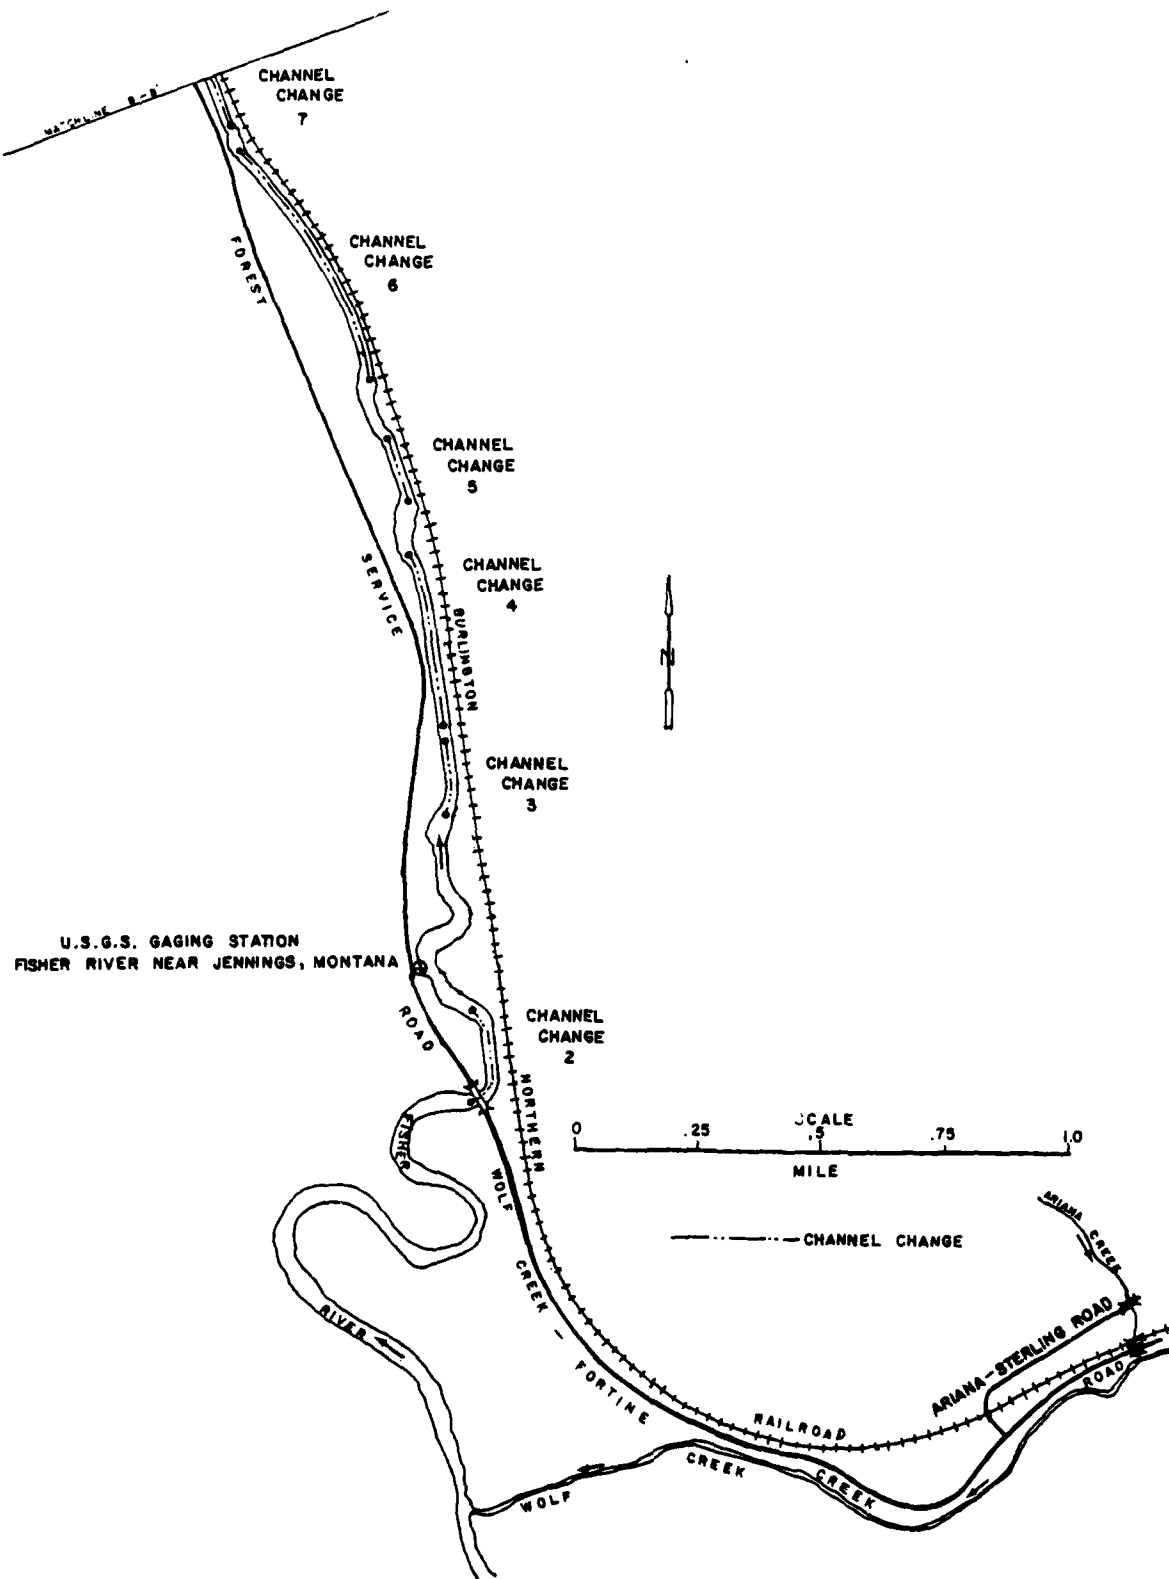 CHANNEL
CHANGE
7
MATCHLINE B-B'
CHANNEL
CHANGE
6
FOREST
CHANNEL
CHANGE
5
SERVICE
CHANNEL
CHANGE
4
BURLINGTON
N
CHANNEL
CHANGE
3
U.S.G.S. GAGING STATION
FISHER RIVER NEAR JENNINGS, MONTANA
ROAD
CHANNEL
CHANGE
2
NORTHERN
FISHER
SCALE
0 .25 .5 .75 1.0
MILE
WOLF
CREEK - FORTINE
CHANNEL CHANGE
ARIANA CREEK
RIVER
ARIANA-STERLING ROAD
ROAD
RAILROAD
CREEK
CREEK
WOLF